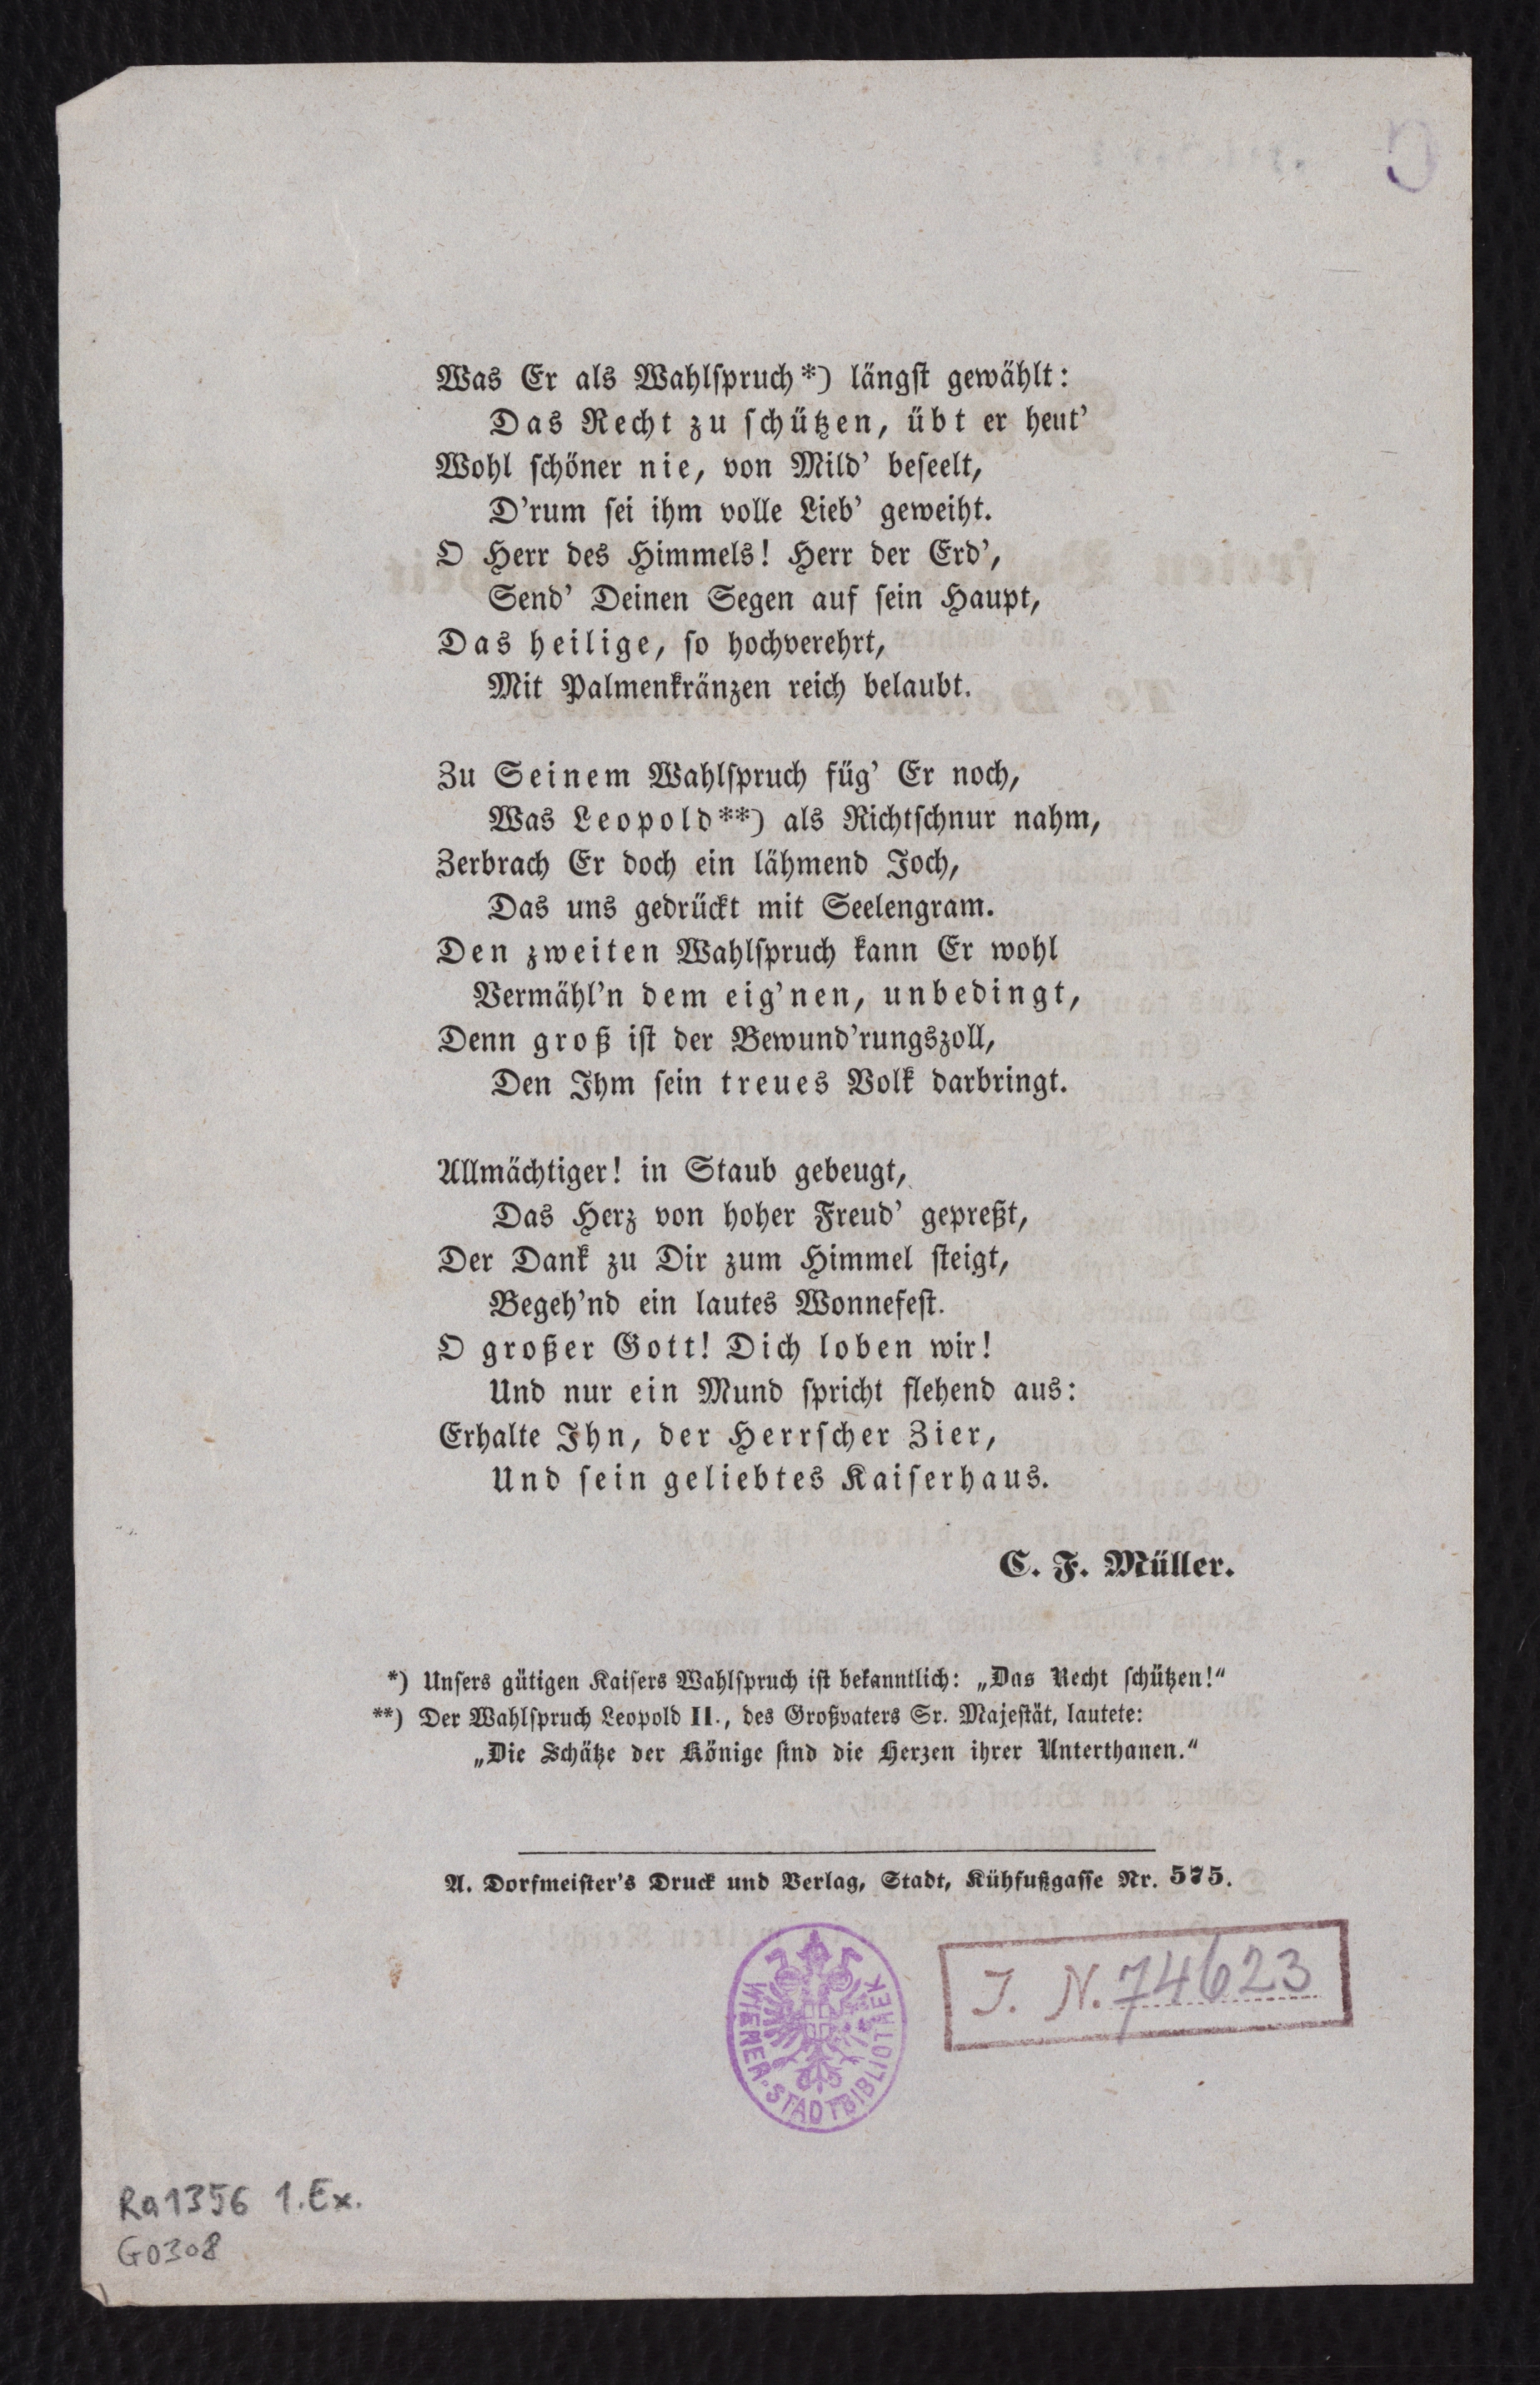 Was Er als Wahlspruch *) längst gewählt:
Das Recht zu schützen, übt er heut’
Wohl schöner nie, von Mild’ beseelt,
D’rum sei ihm volle Lieb’ geweiht.
O Herr des Himmels! Herr der Erd’,
Send’ Deinen Segen auf sein Haupt,
Das heilige, so hochverehrt,
Mit Palmenkränzen reich belaubt.
Zu Seinem Wahlspruch füg’ Er noch,
Was Leopold **) als Richtschnur nahm,
Zerbrach Er doch ein lähmend Joch,
Das uns gedrückt mit Seelengram.
Den zweiten Wahlspruch kann Er wohl
Vermähl’n dem eig’nen, unbedingt,
Denn groß ist der Bewund’rungszoll,
Den Ihm sein treues Volk darbringt.
Allmächtiger! in Staub gebeugt,
Das Herz von hoher Freud’ gepreßt,
Der Dank zu Dir zum Himmel steigt,
Begeh’nd ein lautes Wonnefest.
O großer Gott! Dich loben wir!
Und nur ein Mund spricht flehend aus:
Erhalte Ihn, der Herrscher Zier,
Und sein geliebtes Kaiserhaus.
C. F. Müller.
*) Unsers gütigen Kaisers Wahlspruch ist bekanntlich: „Das Recht schützen!“
**) Der Wahlspruch Leopold II., des Großvaters Sr. Majestät, lautete:
„Die Schätze der Könige sind die Herzen ihrer Unterthanen.“
A. Dorfmeister’s Druck und Verlag, Stadt, Kühfußgasse Nr. 575.
WIENER STADTBIBLIOTHEK
J. N. 74623
Ra 1356 1. Ex.
G0308